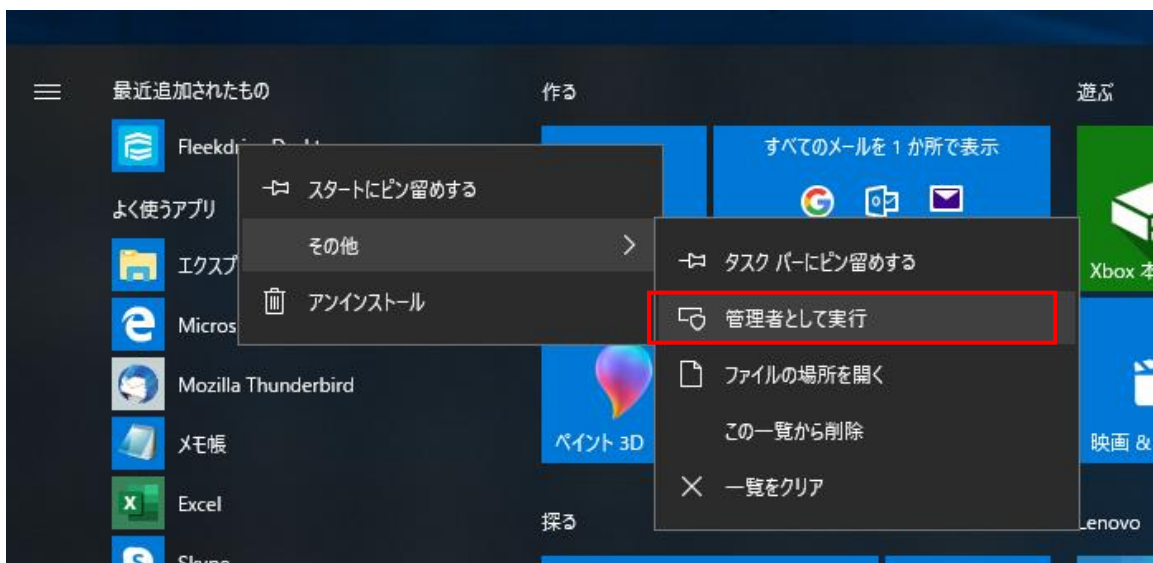 最近追加されたもの
作る
遊ぶ
すべてのメールを 1 か所で表示
スタートにピン留めする
よく使うアプリ
その他
タスク バーにピン留めする
Xbox
アンインストール
管理者として実行
Mozilla Thunderbird
ファイルの場所を開く
メモ帳
ペイント 3D
この一覧から削除
映画 &
Excel
一覧をクリア
探る
Lenovo